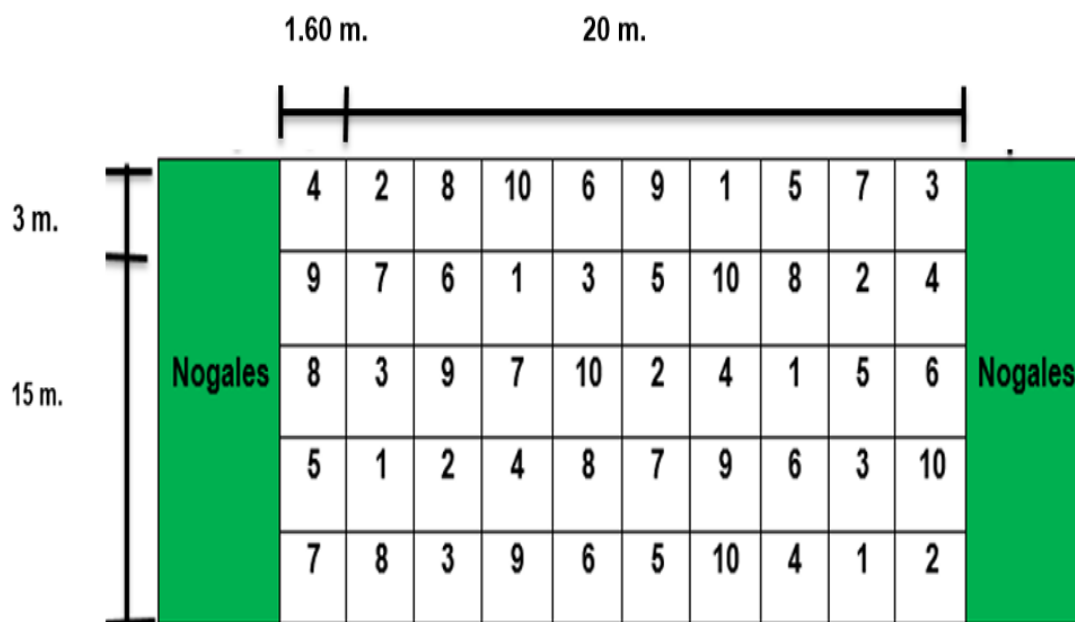 1.60 m. 20 m.
3 m.
15 m.
4 2 8 10 6 9 1 5 7 3
9 7 6 1 3 5 10 8 2 4
Nogales 8 3 9 7 10 2 4 1 5 6 Nogales
5 1 2 4 8 7 9 6 3 10
7 8 3 9 6 5 10 4 1 2